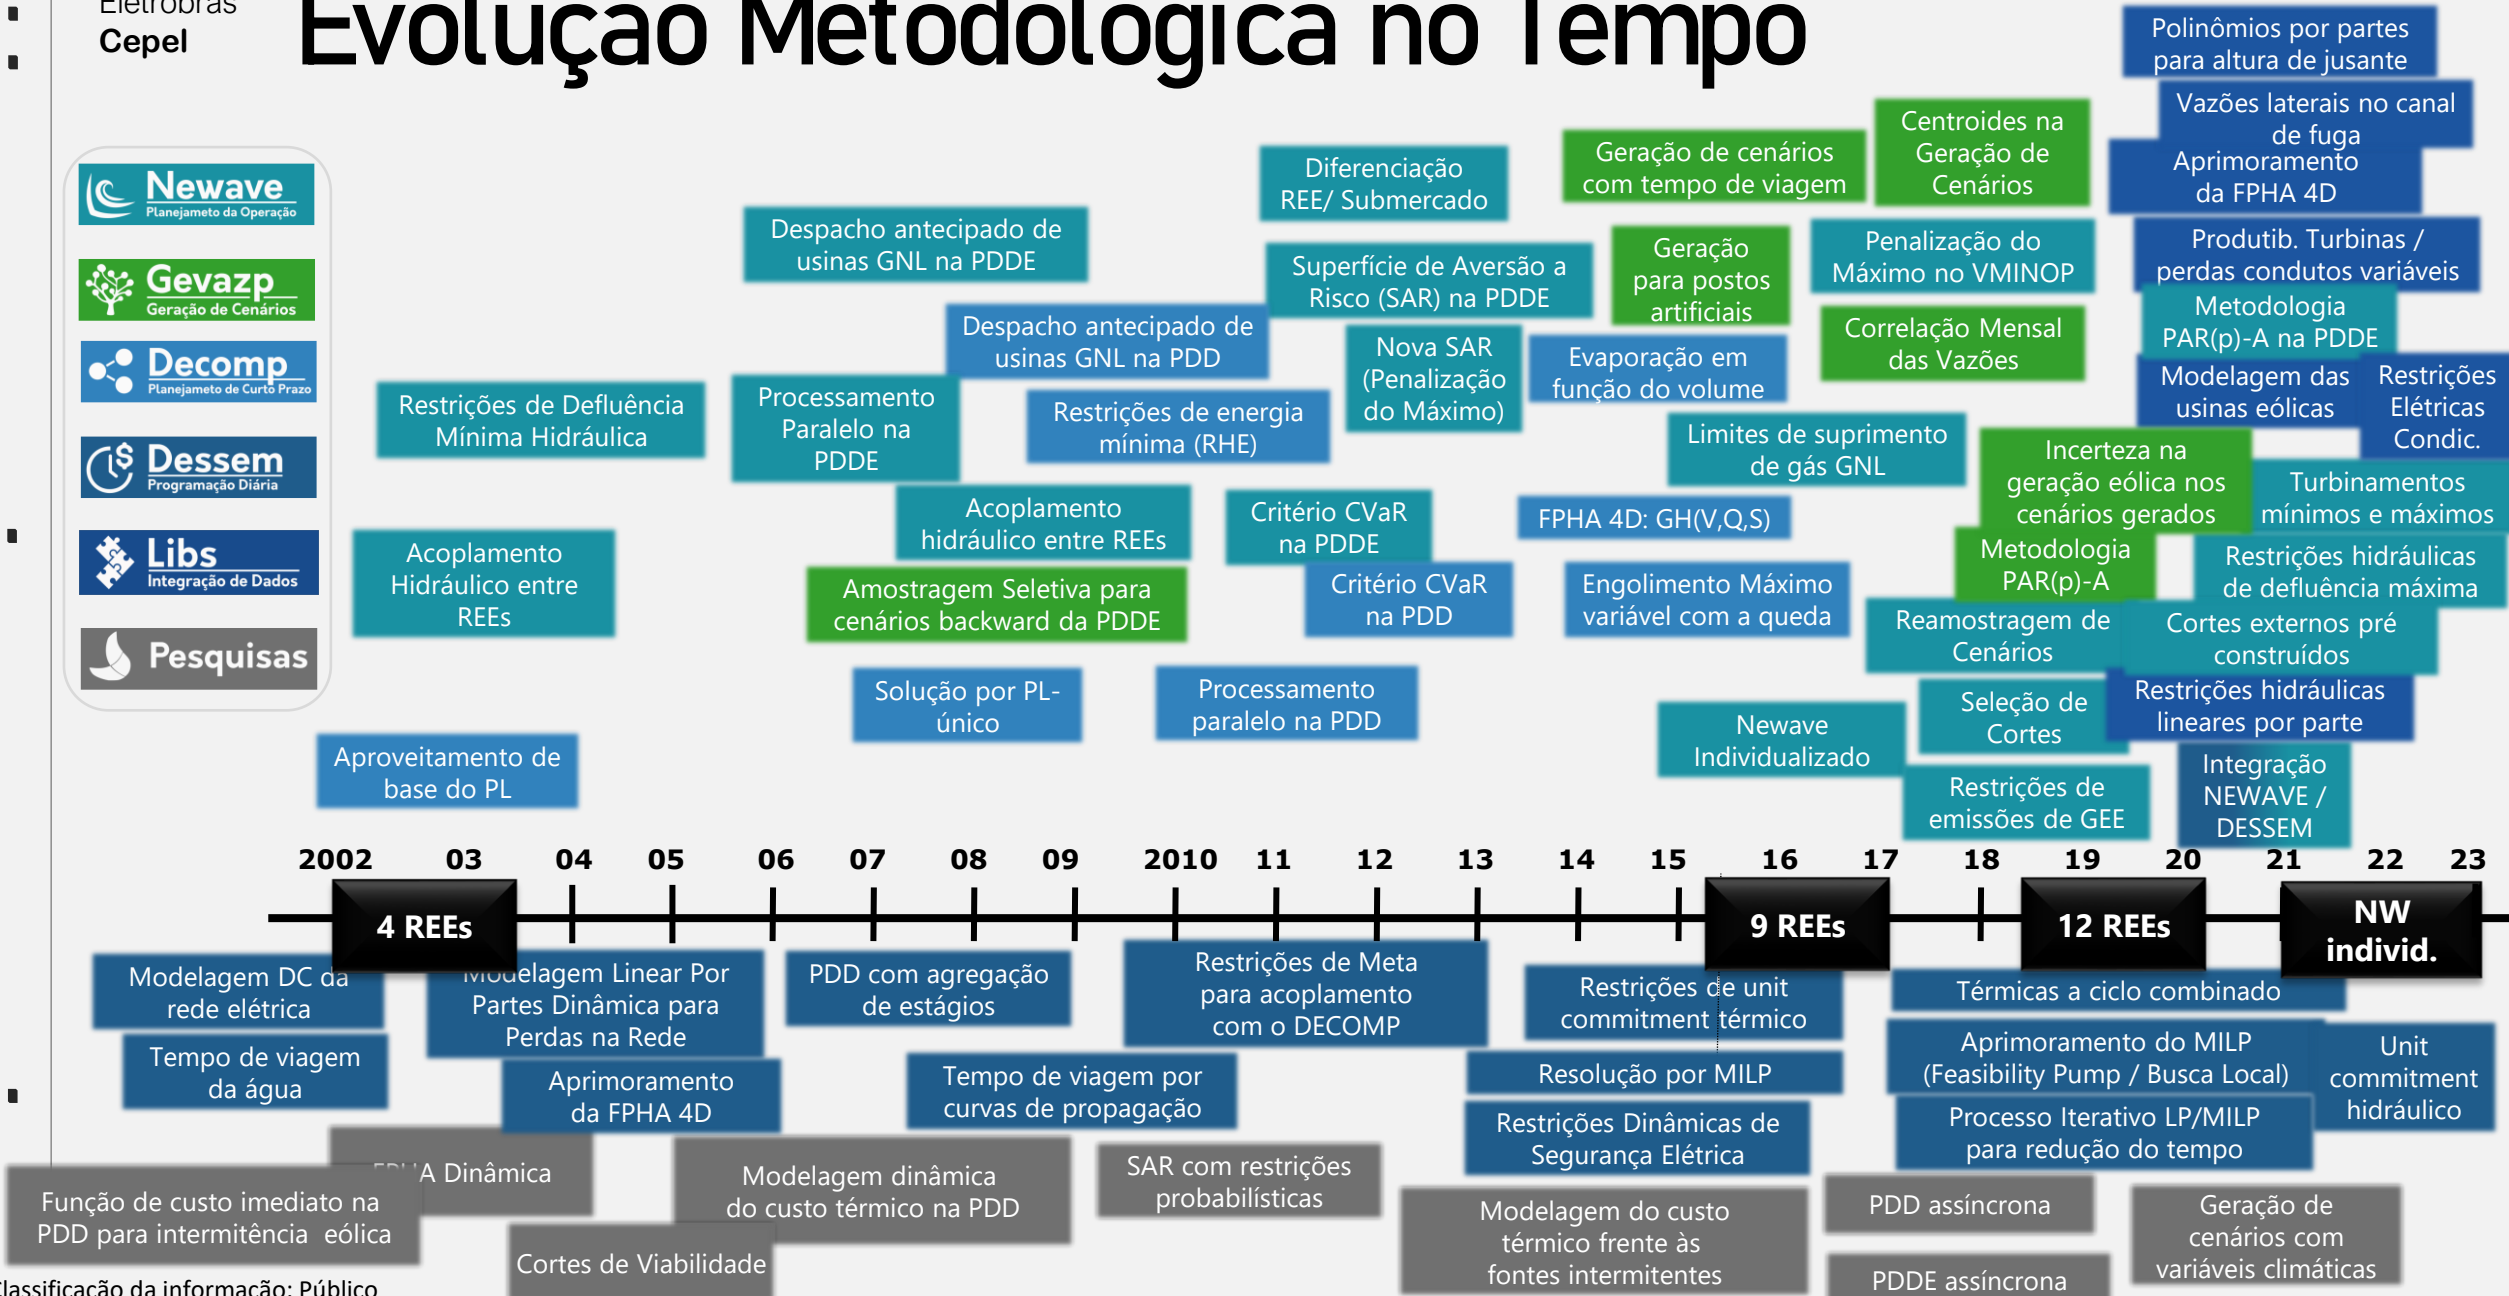 Eletrobras
Cepel
Evolução Metodológica no Tempo
Newave
Planejameto da Operação
Gevazp
Geração de Cenários
Decomp
Planejameto de Curto Prazo
Dessem
Programação Diária
Libs
Integração de Dados
Pesquisas
Polinômios por partes
para altura de jusante
Vazões laterais no canal
de fuga
Aprimoramento
da FPHA 4D
Produtib. Turbinas /
perdas condutos variáveis
Metodologia
PAR(p)-A na PDDE
Modelagem das
usinas eólicas
Restrições
Elétricas
Condic.
Centroides na
Geração de
Cenários
Geração de cenários
com tempo de viagem
Diferenciação
REE/ Submercado
Despacho antecipado de
usinas GNL na PDDE
Superfície de Aversão a
Risco (SAR) na PDDE
Geração
para postos
artificiais
Penalização do
Máximo no VMINOP
Despacho antecipado de
usinas GNL na PDD
Nova SAR
(Penalização
do Máximo)
Evaporação em
função do volume
Correlação Mensal
das Vazões
Restrições de Defluência
Mínima Hidráulica
Processamento
Paralelo na
PDDE
Restrições de energia
mínima (RHE)
Limites de suprimento
de gás GNL
Incerteza na
geração eólica nos
cenários gerados
Turbinamentos
mínimos e máximos
Acoplamento
Hidráulico entre
REEs
Acoplamento
hidráulico entre REEs
Critério CVaR
na PDDE
FPHA 4D: GH(V,Q,S)
Metodologia
PAR(p)-A
Restrições hidráulicas
de defluência máxima
Amostragem Seletiva para
cenários backward da PDDE
Critério CVaR
na PDD
Engolimento Máximo
variável com a queda
Reamostragem de
Cenários
Cortes externos pré
construídos
Solução por PL-
único
Processamento
paralelo na PDD
Newave
Individualizado
Seleção de
Cortes
Restrições hidráulicas
lineares por parte
Aproveitamento de
base do PL
Restrições de
emissões de GEE
Integração
NEWAVE /
DESSEM
2002 03 04 05 06 07 08 09 2010 11 12 13 14 15 16 17 18 19 20 21 22 23
4 REEs
9 REEs
12 REEs
NW
individ.
Modelagem DC da
rede elétrica
Modelagem Linear Por
Partes Dinâmica para
Perdas na Rede
PDD com agregação
de estágios
Restrições de Meta
para acoplamento
com o DECOMP
Restrições de unit
commitment térmico
Térmicas a ciclo combinado
Tempo de viagem
da água
Aprimoramento
da FPHA 4D
Tempo de viagem por
curvas de propagação
Resolução por MILP
Aprimoramento do MILP
(Feasibility Pump / Busca Local)
Unit
commitment
hidráulico
Restrições Dinâmicas de
Segurança Elétrica
Processo Iterativo LP/MILP
para redução do tempo
FPHA Dinâmica
Função de custo imediato na
PDD para intermitência eólica
Modelagem dinâmica
do custo térmico na PDD
SAR com restrições
probabilísticas
Cortes de Viabilidade
Modelagem do custo
térmico frente às
fontes intermitentes
PDD assíncrona
PDDE assíncrona
Geração de
cenários com
variáveis climáticas
Classificação da informação: Público